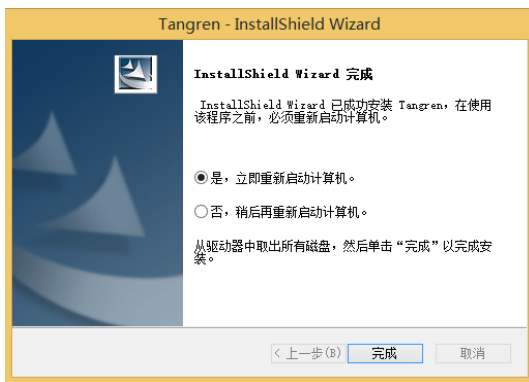 Tangren - InstallShield Wizard
InstallShield Wizard 完成
InstallShield Wizard 已成功安装 Tangren，在使用
该程序之前，必须重新启动计算机。
是，立即重新启动计算机。
否，稍后再重新启动计算机。
从驱动器中取出所有磁盘，然后单击“完成”以完成安
装。
< 上一步(B) 完成 取消